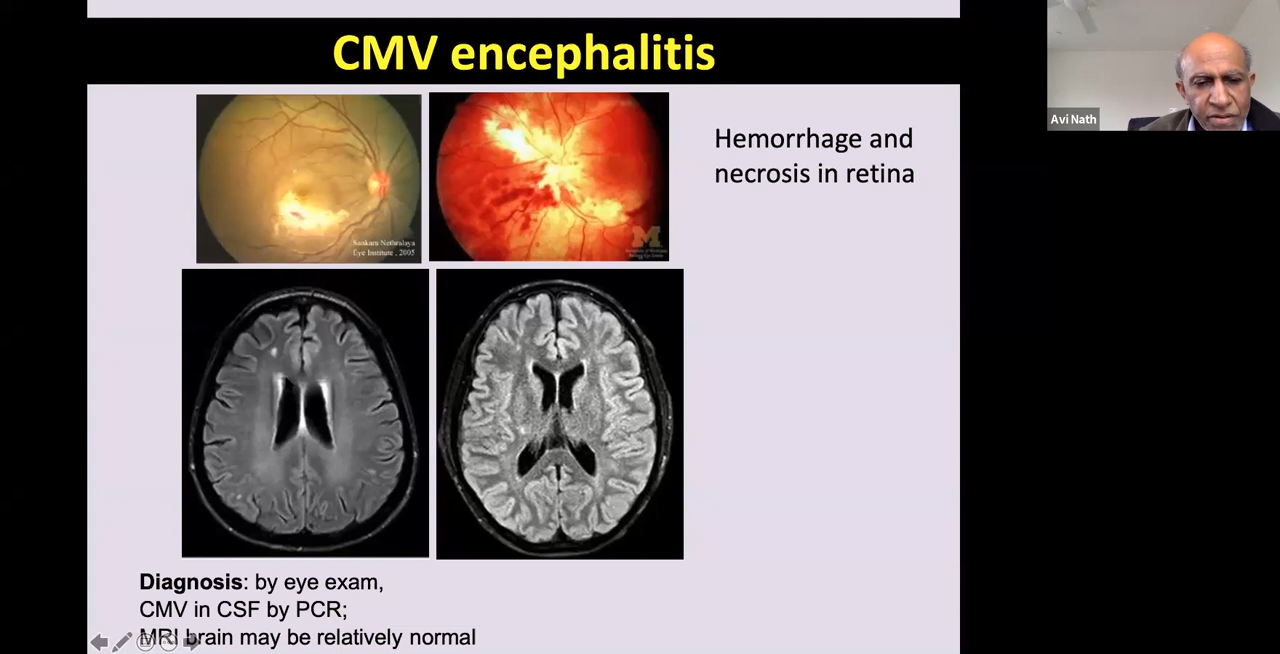 CMV encephalitis
Avi Nath
Hemorrhage and
necrosis in retina
Sankara Nethralaya
Eye Institute , 2005
M
Diagnosis: by eye exam,
CMV in CSF by PCR;
MRI brain may be relatively normal